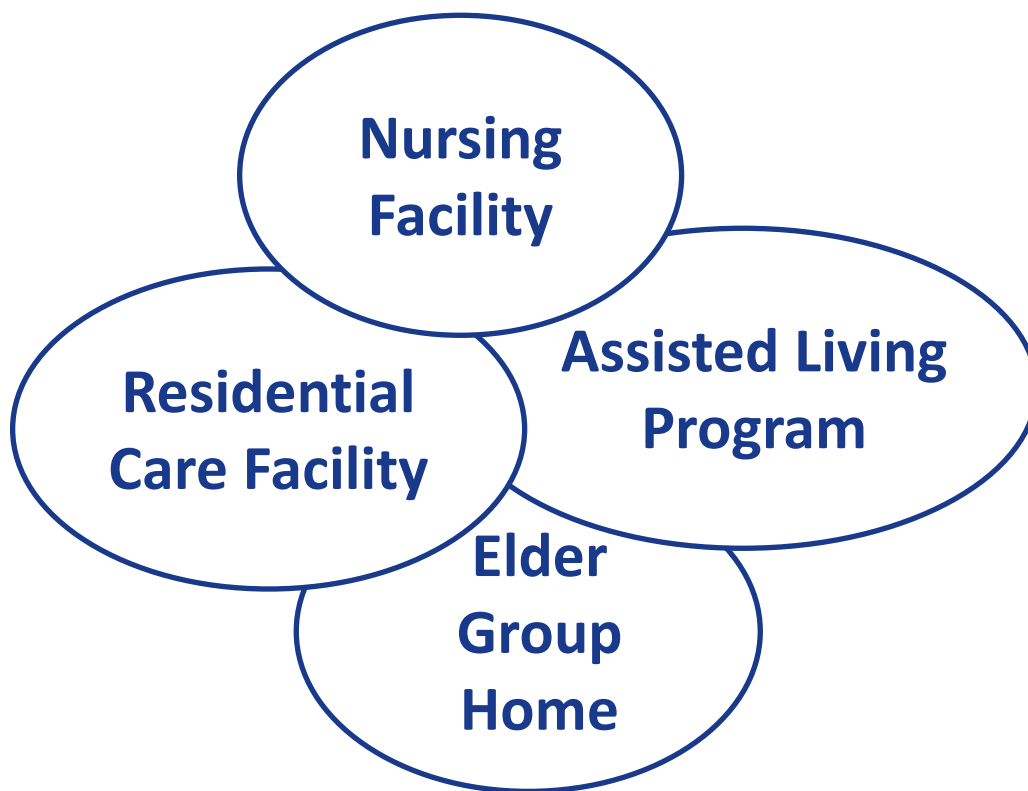 Nursing
Facility
Assisted Living
Program
Residential
Care Facility
Elder
Group
Home